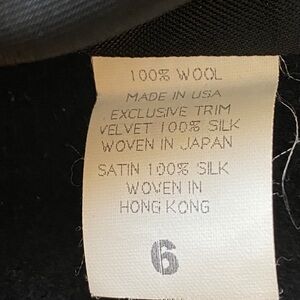 100% WOOL
MADE IN USA
EXCLUSIVE TRIM
VELVET 100% SILK
WOVEN IN JAPAN
SATIN 100% SILK
WOVEN IN
HONG KONG
6